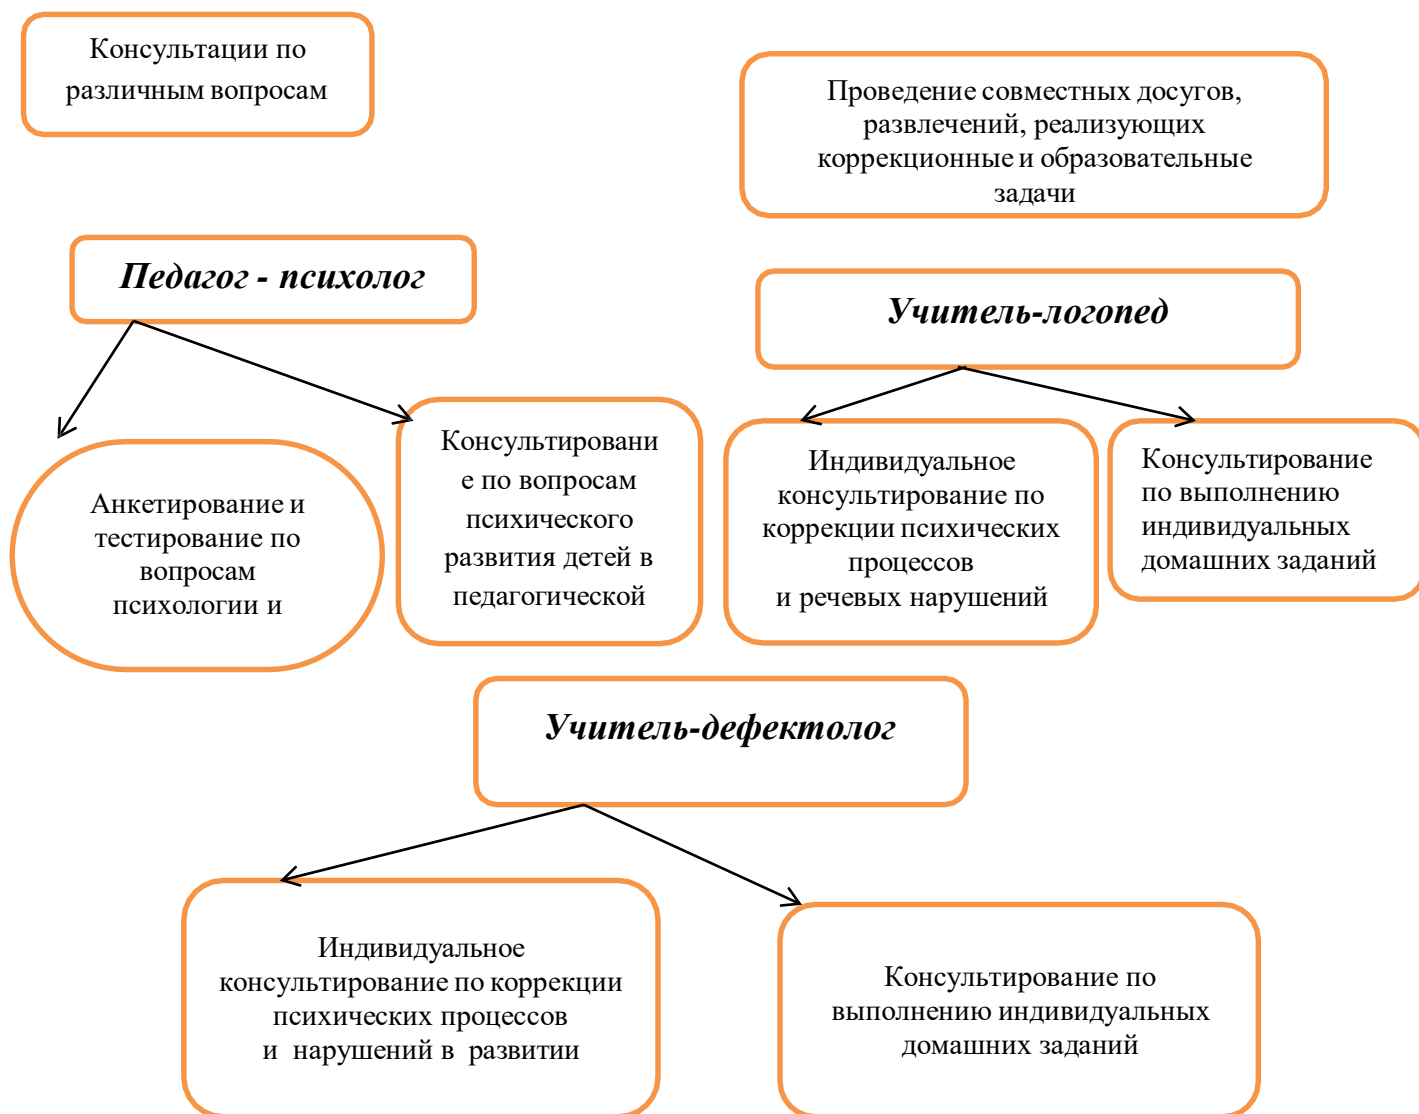 Консультации по
различным вопросам
Проведение совместных досугов,
развлечений, реализующих
коррекционные и образовательные
задачи
Педагог - психолог
Учитель-логопед
Анкетирование и
тестирование по
вопросам
психологии и
Консультировани
е по вопросам
психического
развития детей в
педагогической
Индивидуальное
консультирование по
коррекции психических
процессов
и речевых нарушений
Консультирование
по выполнению
индивидуальных
домашних заданий
Учитель-дефектолог
Индивидуальное
консультирование по коррекции
психических процессов
и нарушений в развитии
Консультирование по
выполнению индивидуальных
домашних заданий